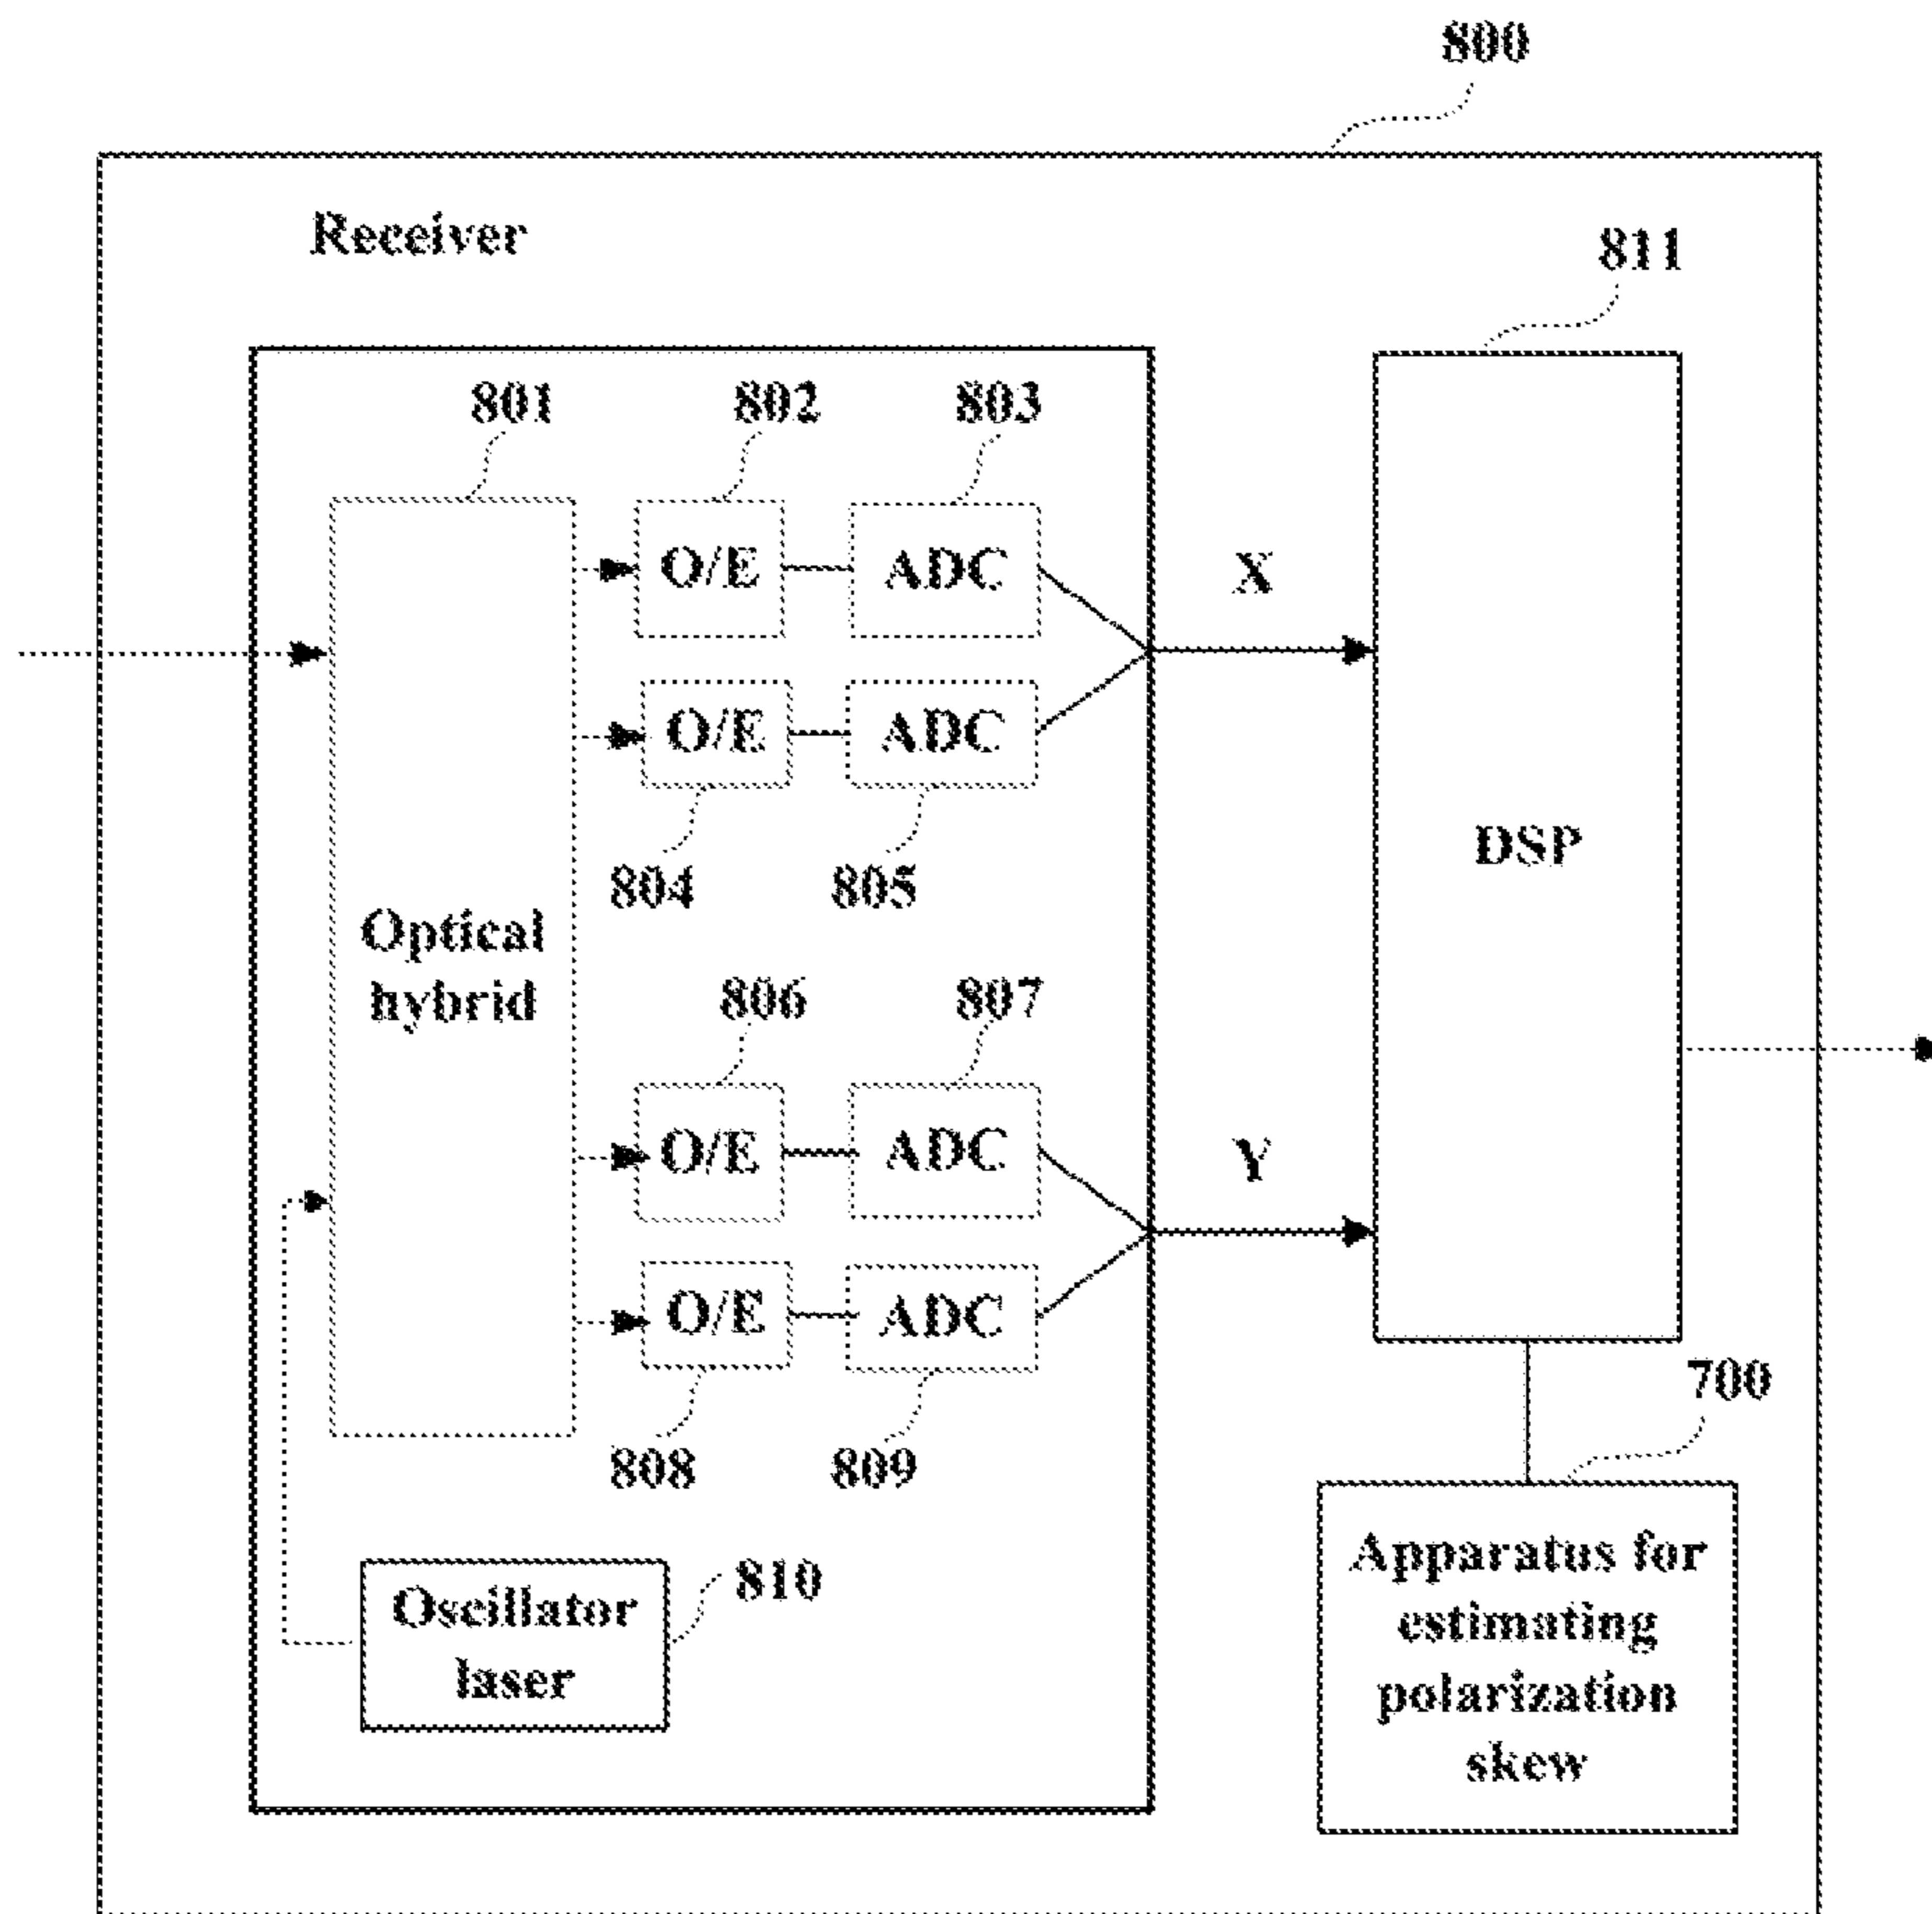 800
Receiver
811
801
802
803
O/E
ADC
X
O/E
ADC
804
805
DSP
Optical
hybrid
806
807
O/E
ADC
Y
O/E
ADC
808
809
700
Oscillator
laser
810
Apparatus for
estimating
polarization
skew